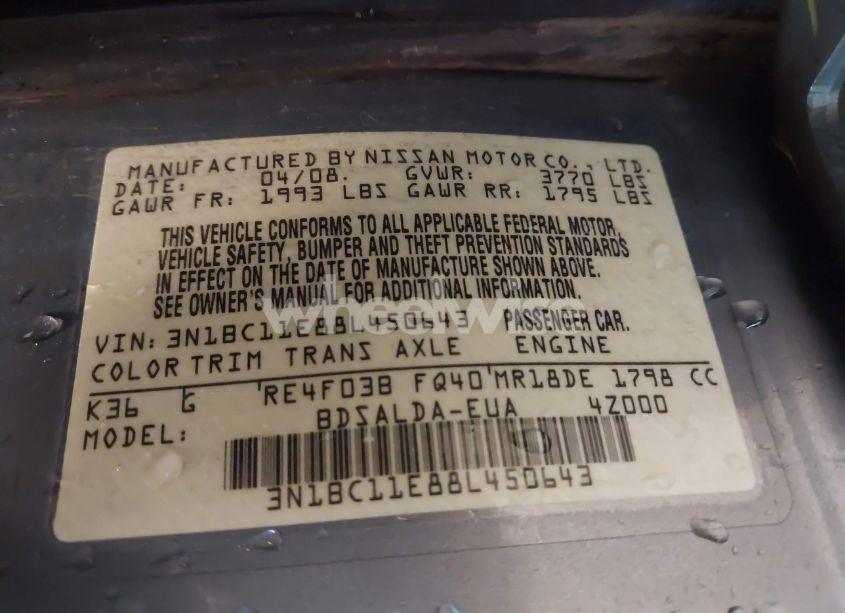 MANUFACTURED BY NISSAN MOTOR CO., LTD.
DATE: 04/08. GVWR: 3770 LBS
GAWR FR: 1993 LBS GAWR RR: 1795 LBS
THIS VEHICLE CONFORMS TO ALL APPLICABLE FEDERAL MOTOR
VEHICLE SAFETY, BUMPER AND THEFT PREVENTION STANDARDS
IN EFFECT ON THE DATE OF MANUFACTURE SHOWN ABOVE.
SEE OWNER'S MANUAL FOR ADDITIONAL INFORMATION.
VIN: 3N1BC11E88L450643 PASSENGER CAR.
COLOR TRIM TRANS AXLE ENGINE
K36 G RE4F03B FQ40 MR18DE 1798 CC
MODEL: BDSALDA-EUA 4Z000
3N1BC11E88L450643